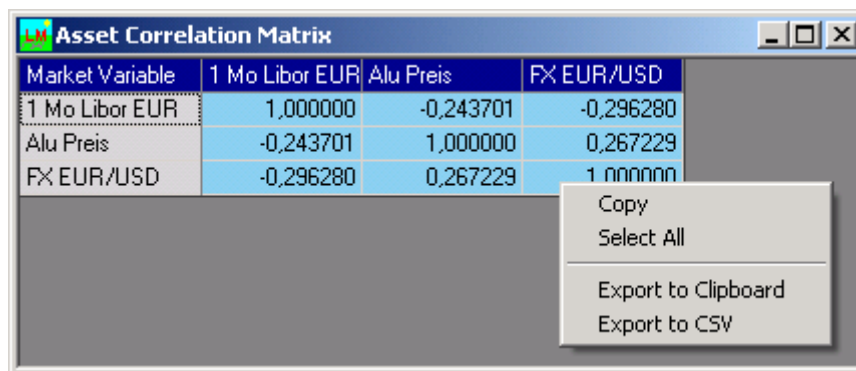 LM Asset Correlation Matrix
Market Variable 1 Mo Libor EUR Alu Preis FX EUR/USD
1 Mo Libor EUR 1,000000 -0,243701 -0,296280
Alu Preis -0,243701 1,000000 0,267229
FX EUR/USD -0,296280 0,267229 1,000000
Copy
Select All
Export to Clipboard
Export to CSV